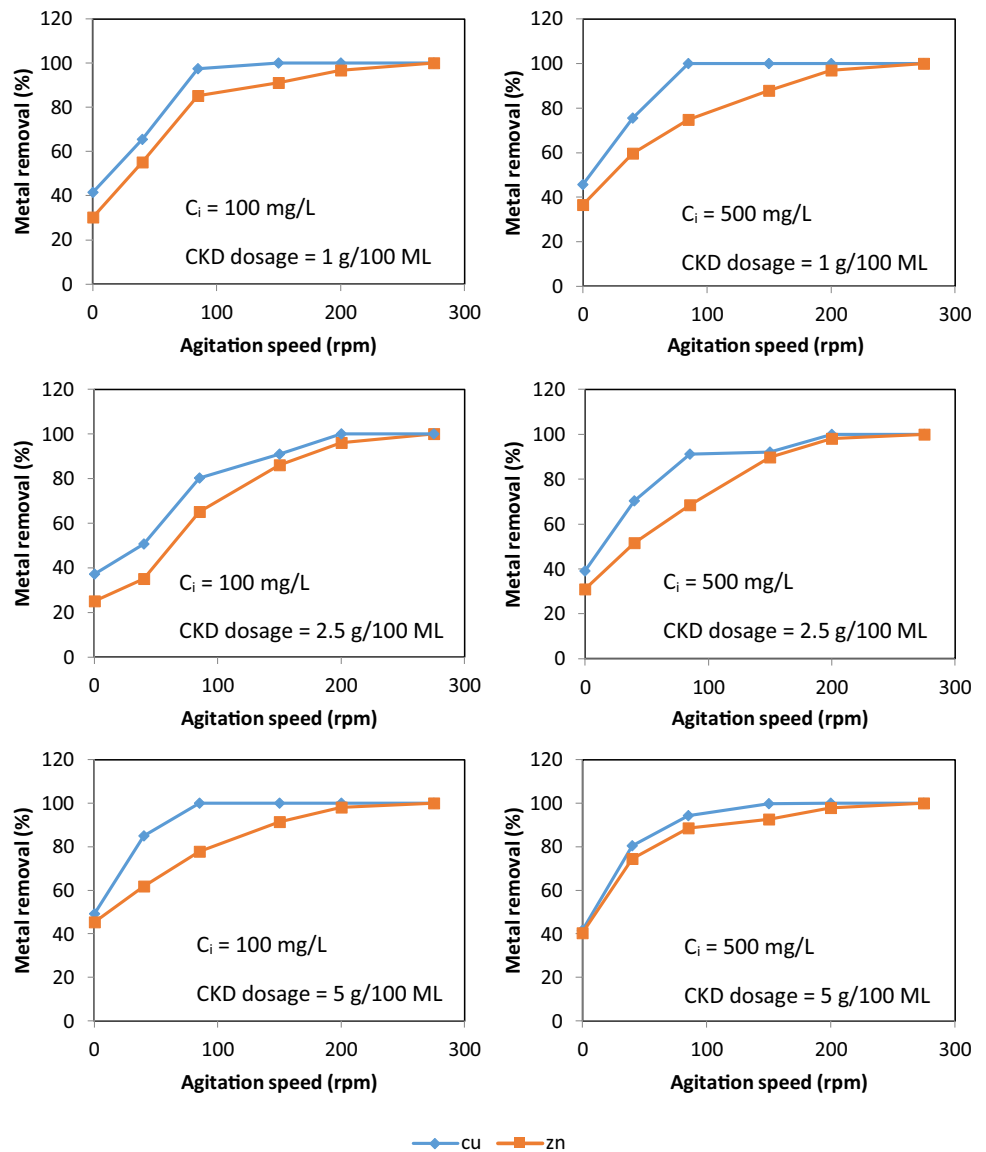 120
100
80
60
40
20
0
Metal removal (%)
Cᵢ = 100 mg/L
CKD dosage = 1 g/100 ML
0 100 200 300
Agitation speed (rpm)
120
100
80
60
40
20
0
Metal removal (%)
Cᵢ = 500 mg/L
CKD dosage = 1 g/100 ML
0 100 200 300
Agitation speed (rpm)
120
100
80
60
40
20
0
Metal removal (%)
Cᵢ = 100 mg/L
CKD dosage = 2.5 g/100 ML
0 100 200 300
Agitation speed (rpm)
120
100
80
60
40
20
0
Metal removal (%)
Cᵢ = 500 mg/L
CKD dosage = 2.5 g/100 ML
0 100 200 300
Agitation speed (rpm)
120
100
80
60
40
20
0
Metal removal (%)
Cᵢ = 100 mg/L
CKD dosage = 5 g/100 ML
0 100 200 300
Agitation speed (rpm)
120
100
80
60
40
20
0
Metal removal (%)
Cᵢ = 500 mg/L
CKD dosage = 5 g/100 ML
0 100 200 300
Agitation speed (rpm)
cu zn